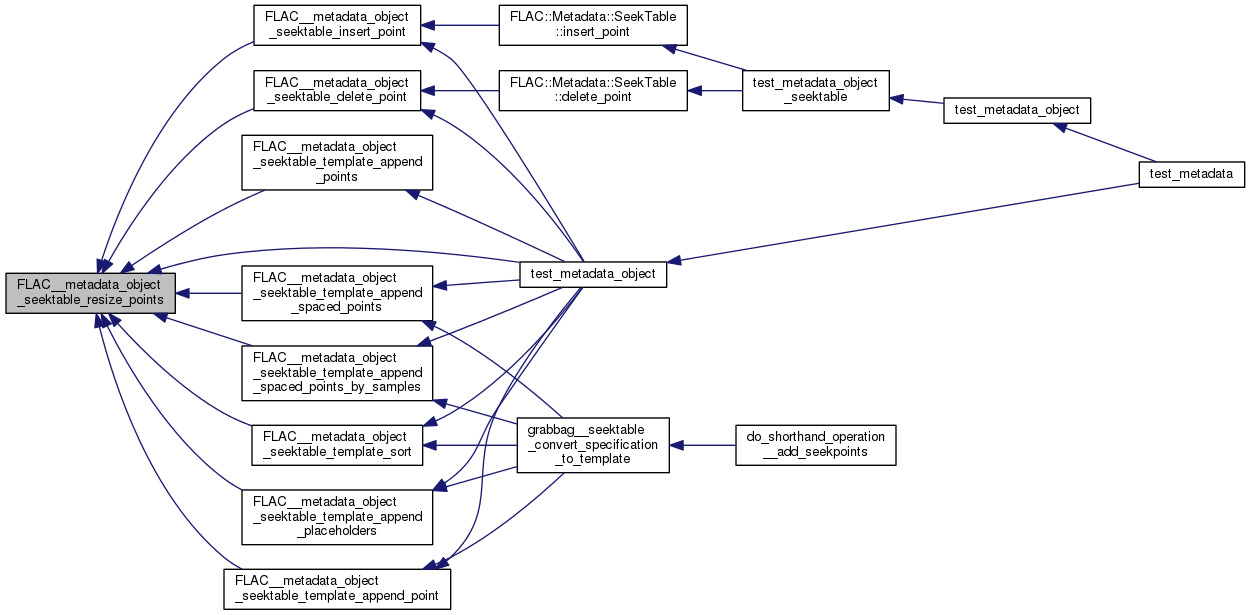 FLAC__metadata_object
_seektable_resize_points
FLAC__metadata_object
_seektable_insert_point
FLAC__metadata_object
_seektable_delete_point
FLAC__metadata_object
_seektable_template_append
_points
FLAC__metadata_object
_seektable_template_append
_spaced_points
FLAC__metadata_object
_seektable_template_append
_spaced_points_by_samples
FLAC__metadata_object
_seektable_template_sort
FLAC__metadata_object
_seektable_template_append
_placeholders
FLAC__metadata_object
_seektable_template_append_point
FLAC::Metadata::SeekTable
::insert_point
FLAC::Metadata::SeekTable
::delete_point
test_metadata_object
grabbag__seektable
_convert_specification
_to_template
test_metadata_object
_seektable
do_shorthand_operation
__add_seekpoints
test_metadata_object
test_metadata